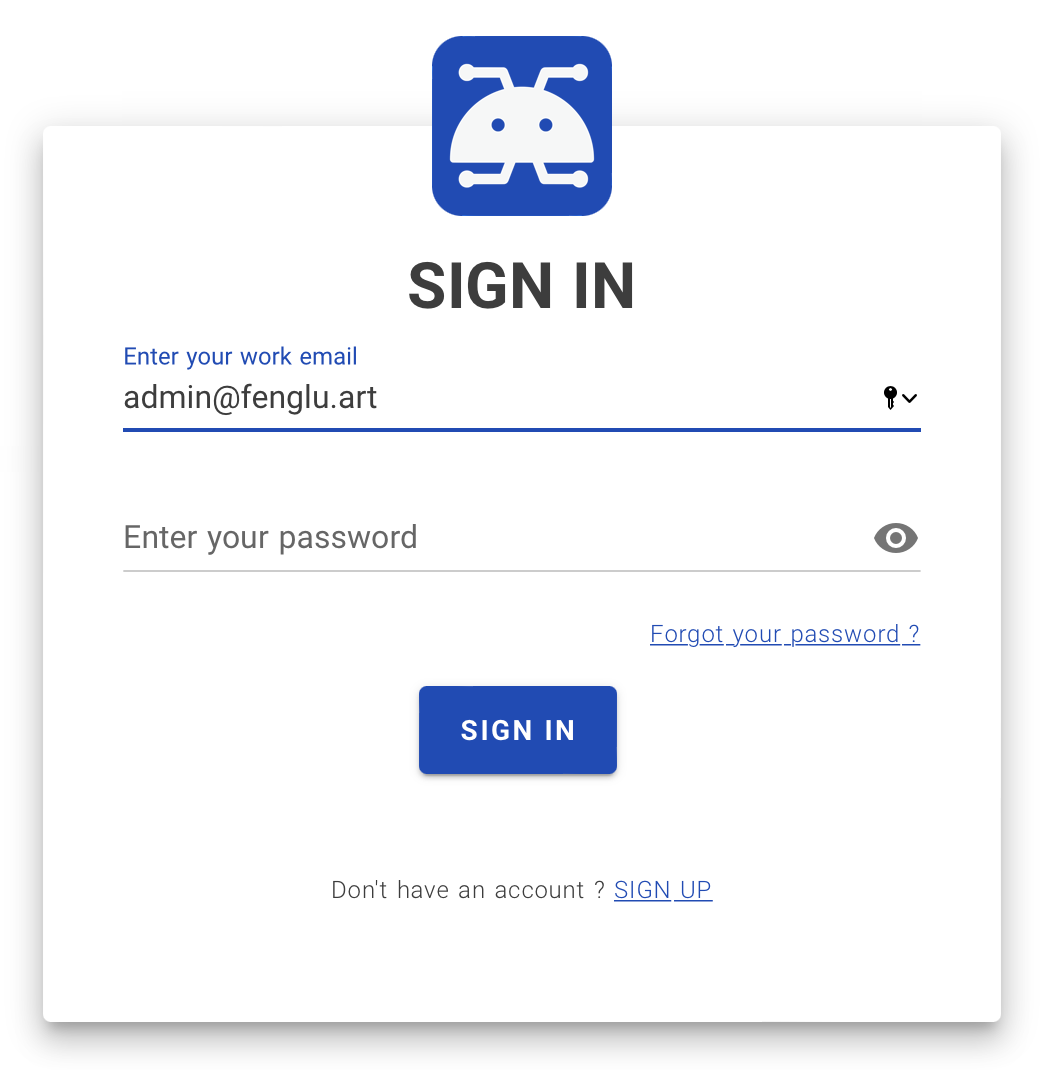 SIGN IN
Enter your work email
admin@fenglu.art
Enter your password
Forgot your password ?
SIGN IN
Don't have an account ? SIGN UP